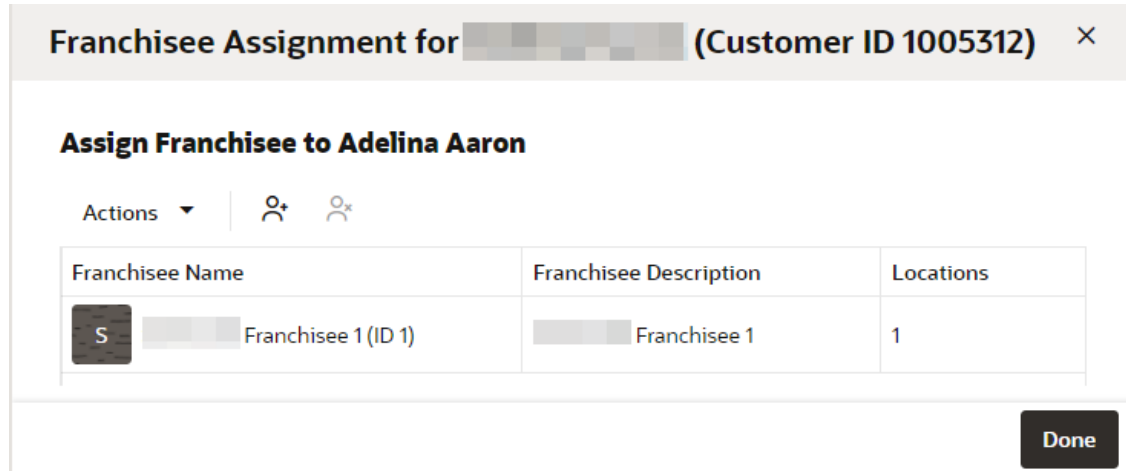 Franchisee Assignment for (Customer ID 1005312)
Assign Franchisee to Adelina Aaron
Actions
Franchisee Name Franchisee Description Locations
S Franchisee 1 (ID 1) Franchisee 1 1
Done